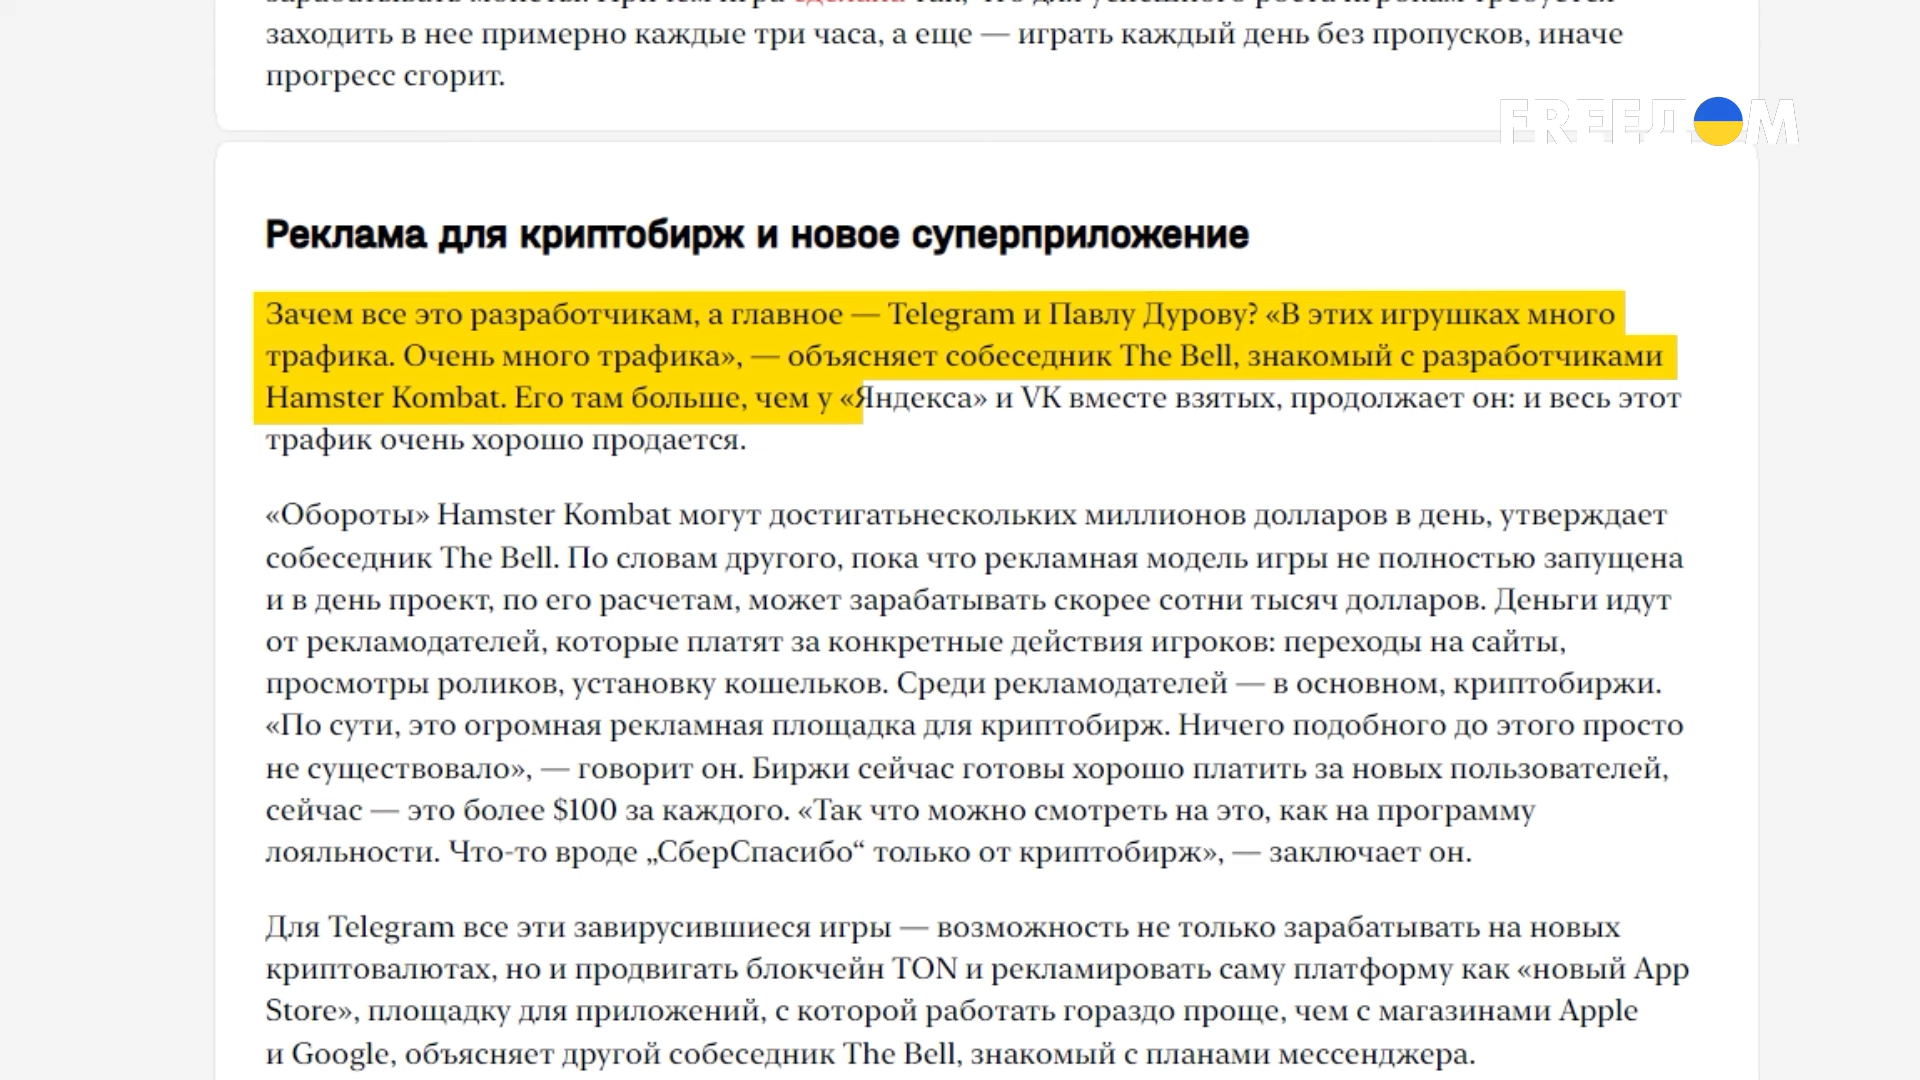 заходить в нее примерно каждые три часа, а еще — играть каждый день без пропусков, иначе
прогресс сгорит.
FREEДOM
Реклама для криптобирж и новое суперприложение
Зачем все это разработчикам, а главное — Telegram и Павлу Дурову? «В этих игрушках много
трафика. Очень много трафика», — объясняет собеседник The Bell, знакомый с разработчиками
Hamster Kombat. Его там больше, чем у «Яндекса» и VK вместе взятых, продолжает он: и весь этот
трафик очень хорошо продается.
«Обороты» Hamster Kombat могут достигатьнескольких миллионов долларов в день, утверждает
собеседник The Bell. По словам другого, пока что рекламная модель игры не полностью запущена
и в день проект, по его расчетам, может зарабатывать скорее сотни тысяч долларов. Деньги идут
от рекламодателей, которые платят за конкретные действия игроков: переходы на сайты,
просмотры роликов, установку кошельков. Среди рекламодателей — в основном, криптобиржи.
«По сути, это огромная рекламная площадка для криптобирж. Ничего подобного до этого просто
не существовало», — говорит он. Биржи сейчас готовы хорошо платить за новых пользователей,
сейчас — это более $100 за каждого. «Так что можно смотреть на это, как на программу
лояльности. Что-то вроде „СберСпасибо“ только от криптобирж», — заключает он.
Для Telegram все эти завирусившиеся игры — возможность не только зарабатывать на новых
криптовалютах, но и продвигать блокчейн TON и рекламировать саму платформу как «новый App
Store», площадку для приложений, с которой работать гораздо проще, чем с магазинами Apple
и Google, объясняет другой собеседник The Bell, знакомый с планами мессенджера.